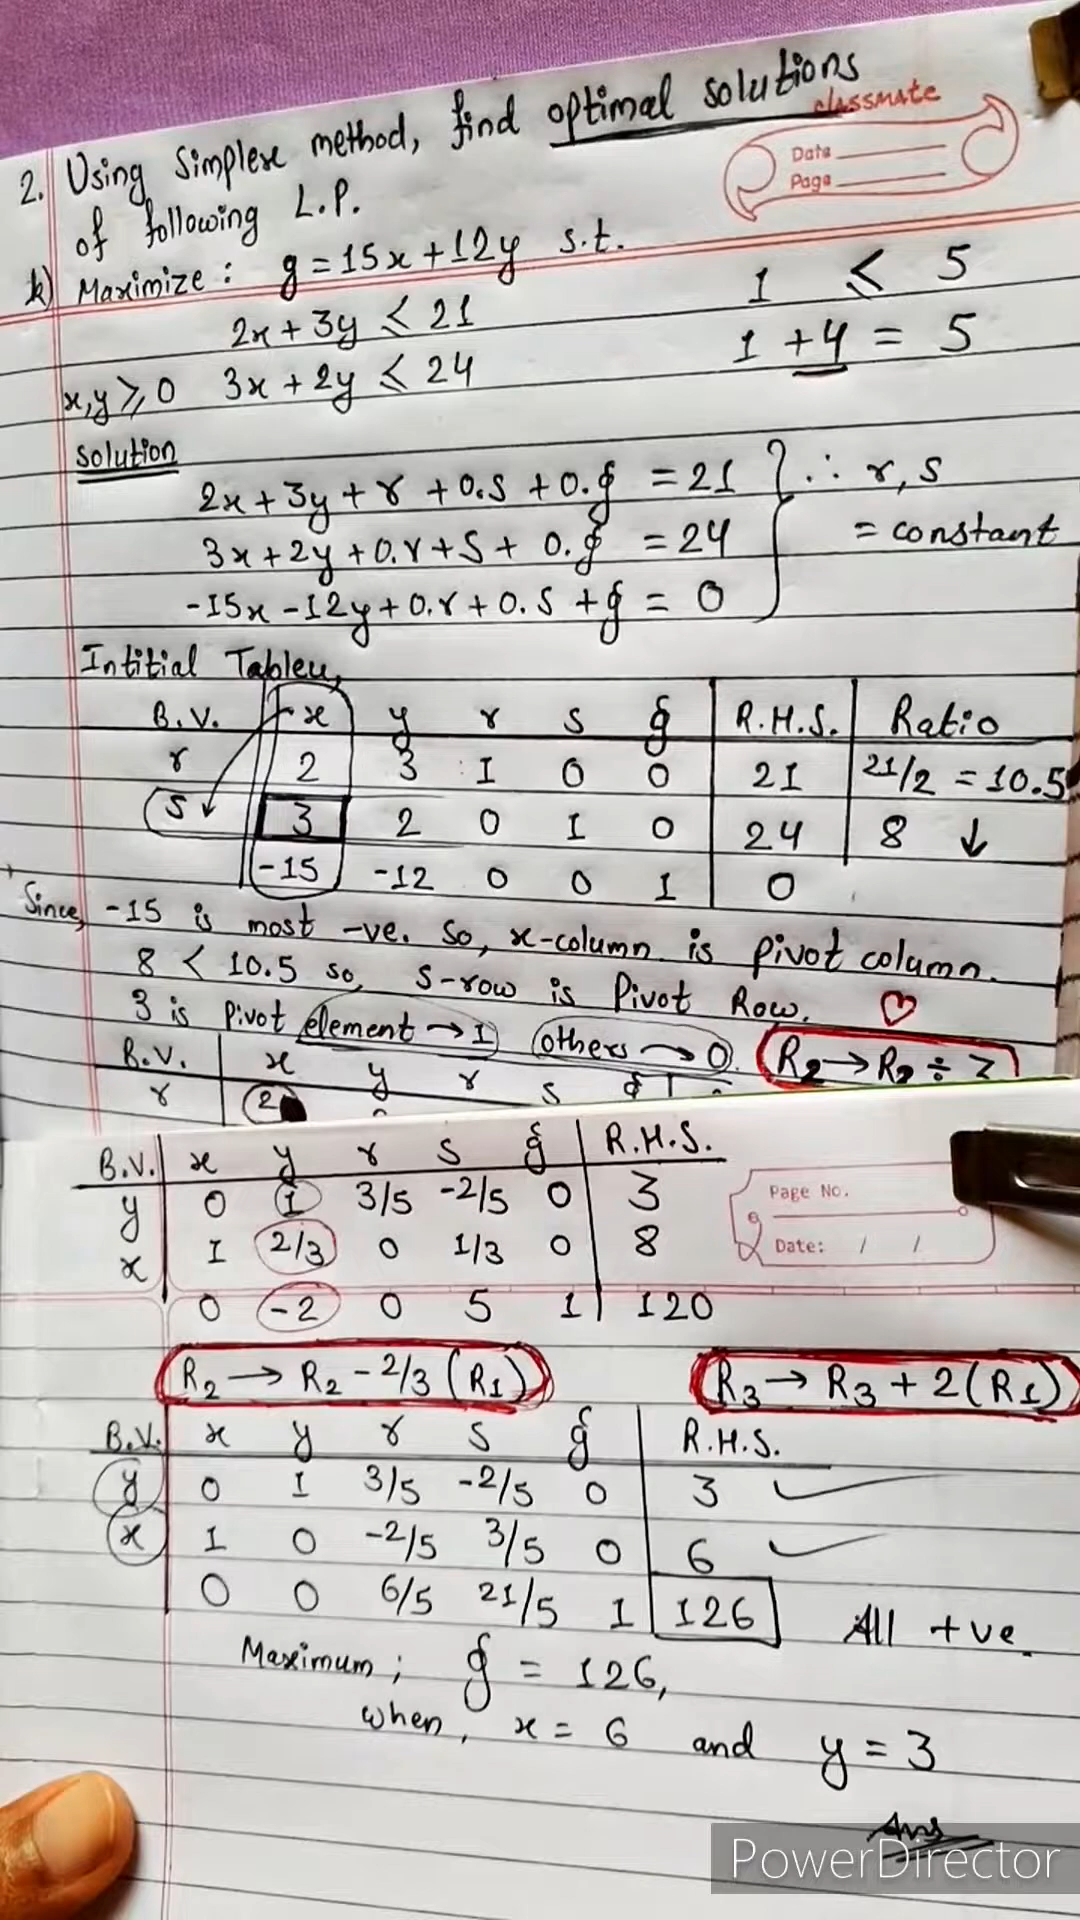 2. Using Simplex method, find optimal solutions
classmate
Date
Page
of following L.P.
k) Maximize : f = 15x + 12y s.t.
2x + 3y ≤ 21
1 ≤ 5
x,y ≥ 0 3x + 2y ≤ 24
1 + 4 = 5
solution
2x + 3y + r + 0.s + 0.f = 21 } ∴ r, s
3x + 2y + 0.r + s + 0.f = 24 = constant
-15x - 12y + 0.r + 0.s + f = 0
Intitial Tableu,
B.V. x y r s f R.H.S. Ratio
r 2 3 1 0 0 21 21/2 = 10.5
s 3 2 0 1 0 24 8 ↓
-15 -12 0 0 1 0
Since, -15 is most -ve. So, x-column is pivot column.
8 < 10.5 so, s-row is Pivot Row. ♡
3 is pivot element → 1 others → 0. R2 → R2 ÷ 3
B.V. x y r s f
r 2
B.V. x y r s f R.H.S.
y 0 1 3/5 -2/5 0 3
x 1 2/3 0 1/3 0 8
0 -2 0 5 1 120
Page No.
Date: / /
R2 → R2 - 2/3 (R1) R3 → R3 + 2(R1)
B.V. x y r s f R.H.S.
y 0 1 3/5 -2/5 0 3
x 1 0 -2/5 3/5 0 6
0 0 6/5 21/5 1 126 All +ve.
Maximum ; f = 126,
when, x = 6 and y = 3
Ans
PowerDirector